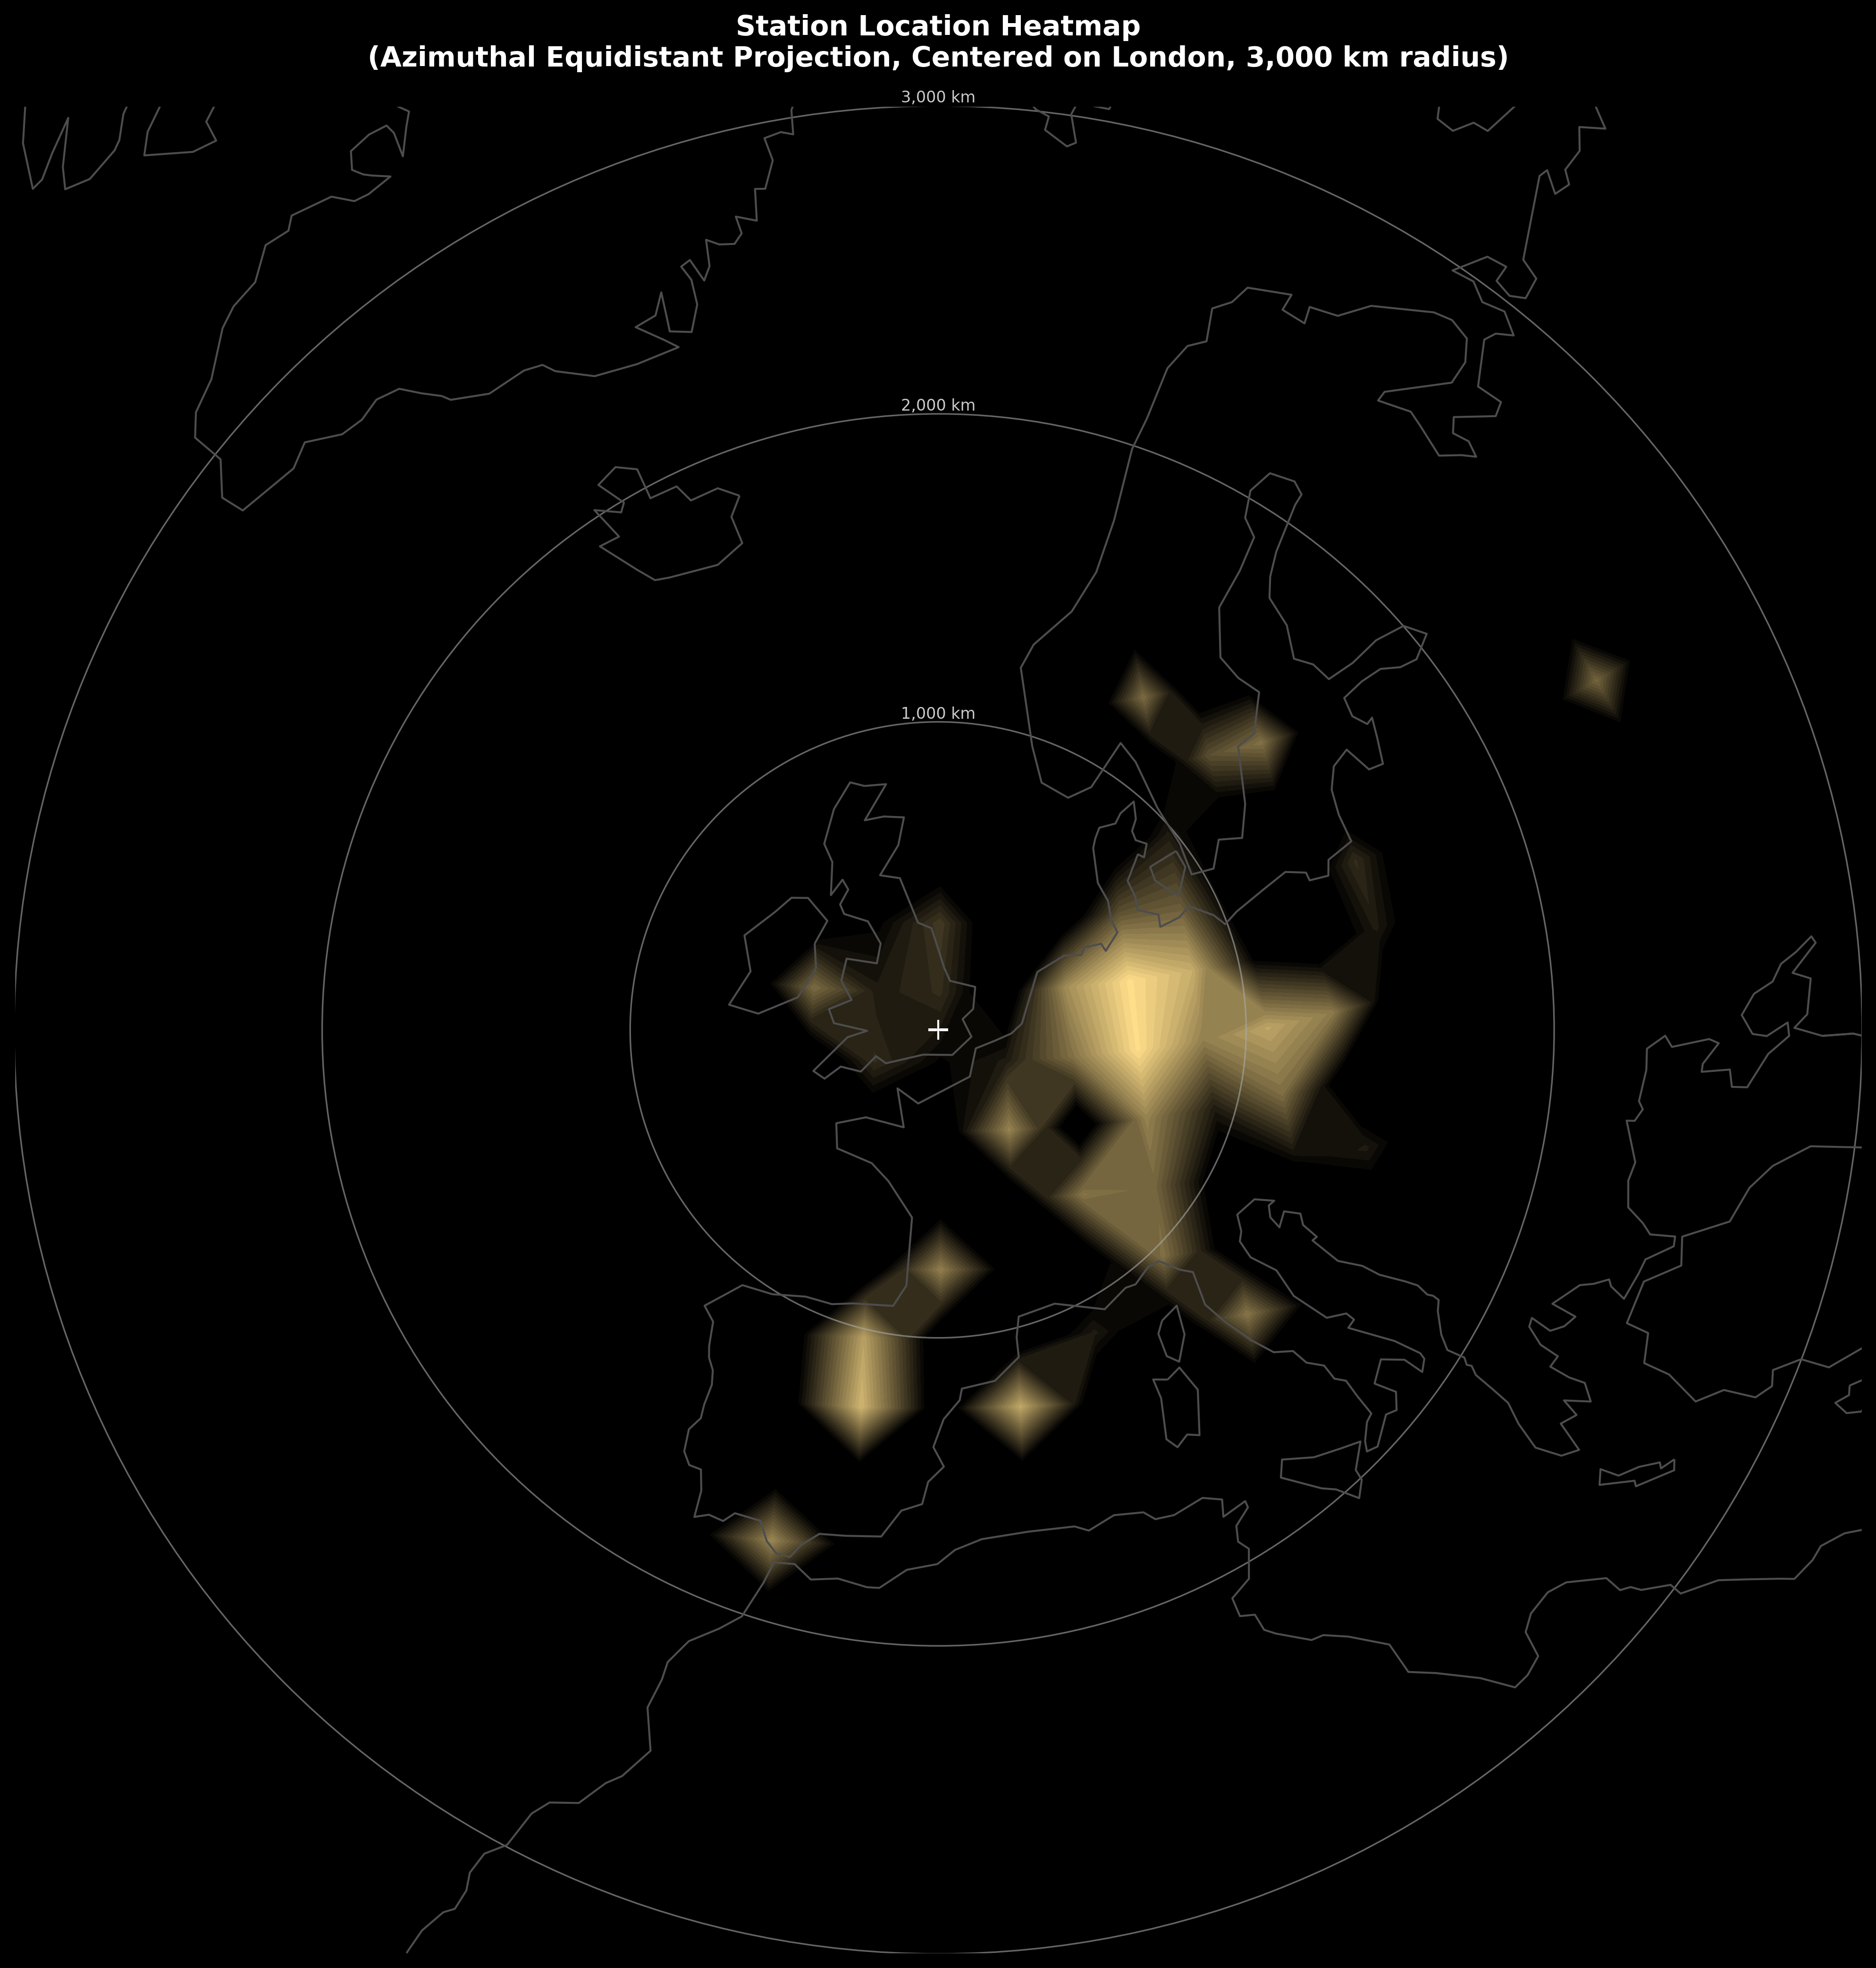 Station Location Heatmap
(Azimuthal Equidistant Projection, Centered on London, 3,000 km radius)
3,000 km
2,000 km
1,000 km